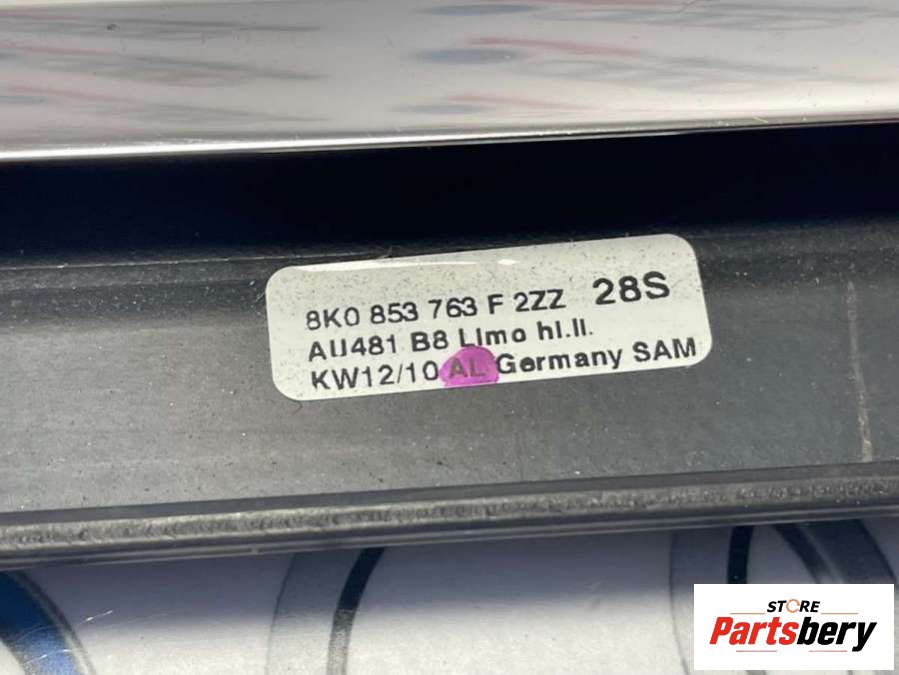 8K0 853 763 F 2ZZ 28S
AU481 B8 Limo hl.li.
KW12/10 AL Germany SAM
STORE
Partsbery